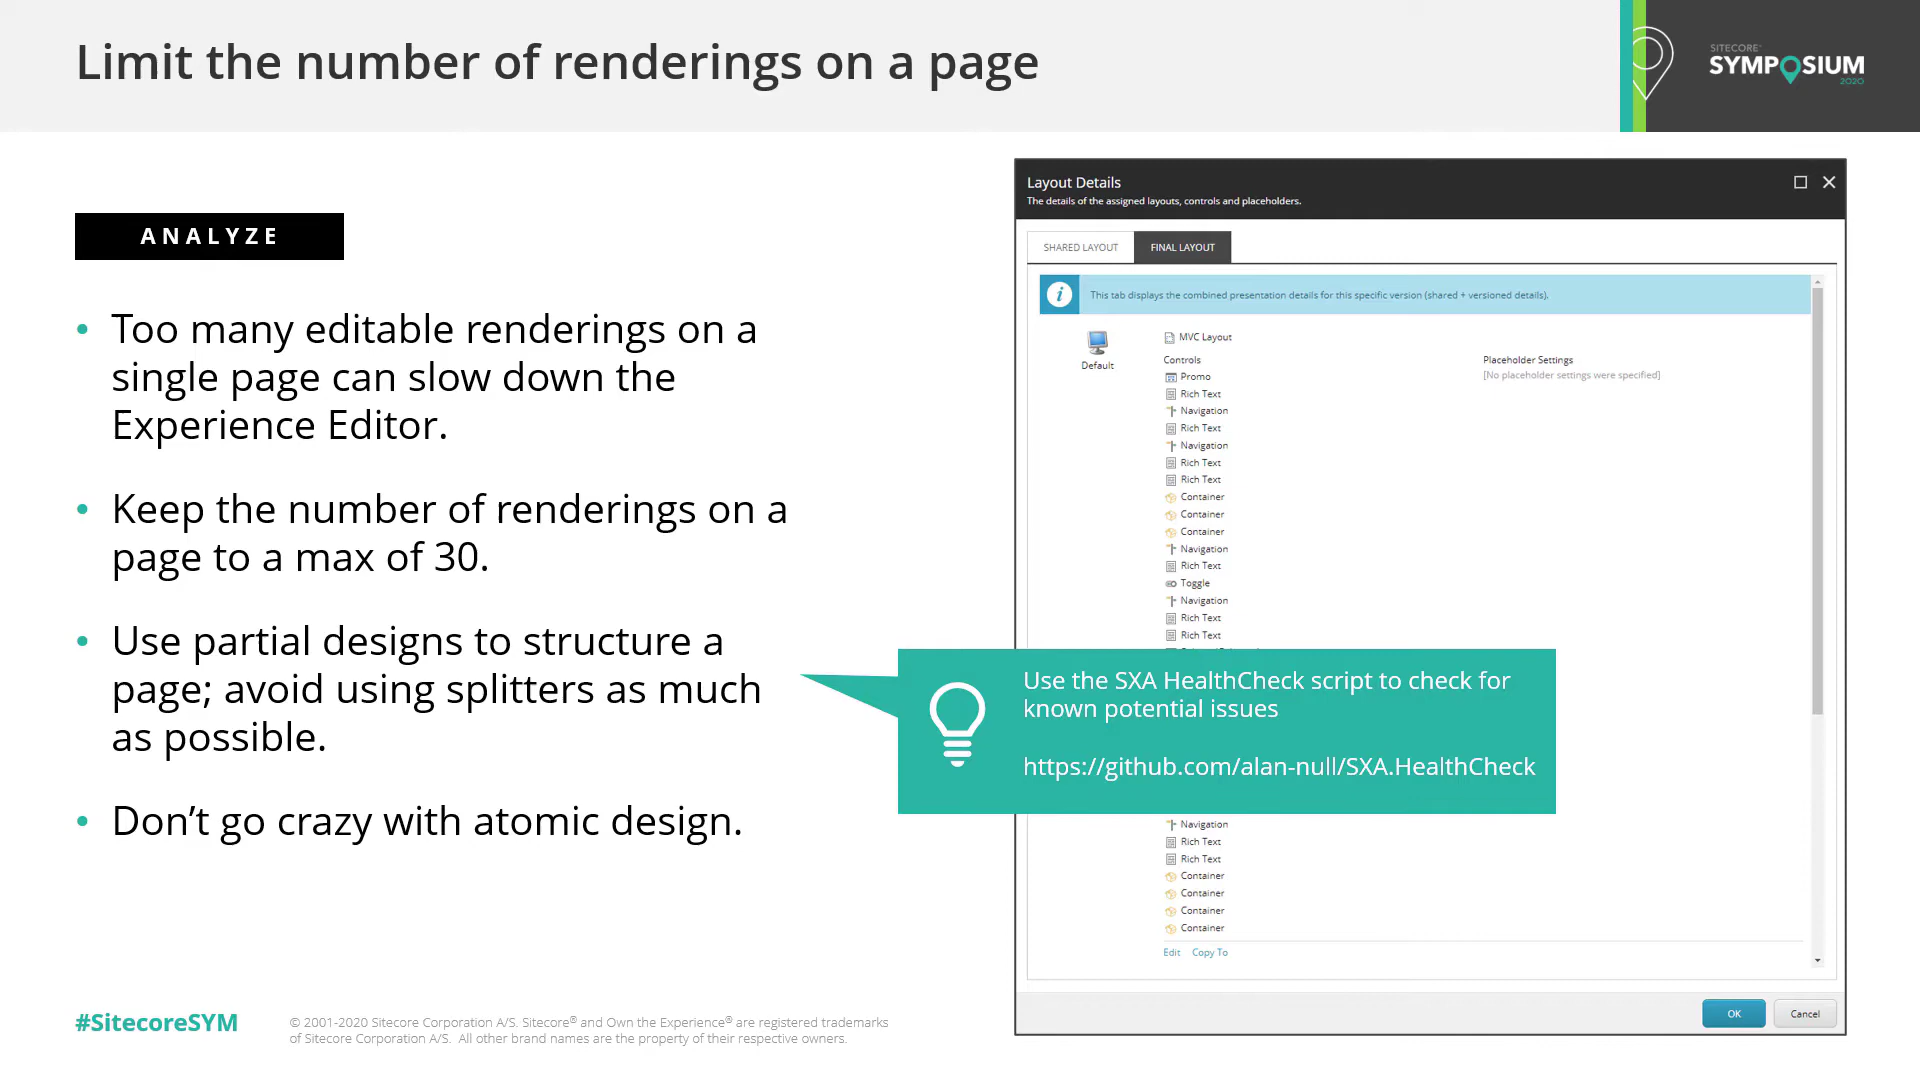 Limit the number of renderings on a page
SITECORE
SYMPOSIUM
2020
ANALYZE
• Too many editable renderings on a
single page can slow down the
Experience Editor.
• Keep the number of renderings on a
page to a max of 30.
• Use partial designs to structure a
page; avoid using splitters as much
as possible.
• Don’t go crazy with atomic design.
Layout Details
The details of the assigned layouts, controls and placeholders.
SHARED LAYOUT
FINAL LAYOUT
This tab displays the combined presentation details for this specific version (shared + versioned details).
Default
MVC Layout
Controls
Promo
Rich Text
Navigation
Rich Text
Navigation
Rich Text
Rich Text
Container
Container
Container
Navigation
Rich Text
Toggle
Navigation
Rich Text
Rich Text
Placeholder Settings
[No placeholder settings were specified]
Use the SXA HealthCheck script to check for
known potential issues
https://github.com/alan-null/SXA.HealthCheck
Navigation
Rich Text
Rich Text
Container
Container
Container
Container
Edit Copy To
OK
Cancel
#SitecoreSYM
© 2001-2020 Sitecore Corporation A/S. Sitecore® and Own the Experience® are registered trademarks
of Sitecore Corporation A/S. All other brand names are the property of their respective owners.